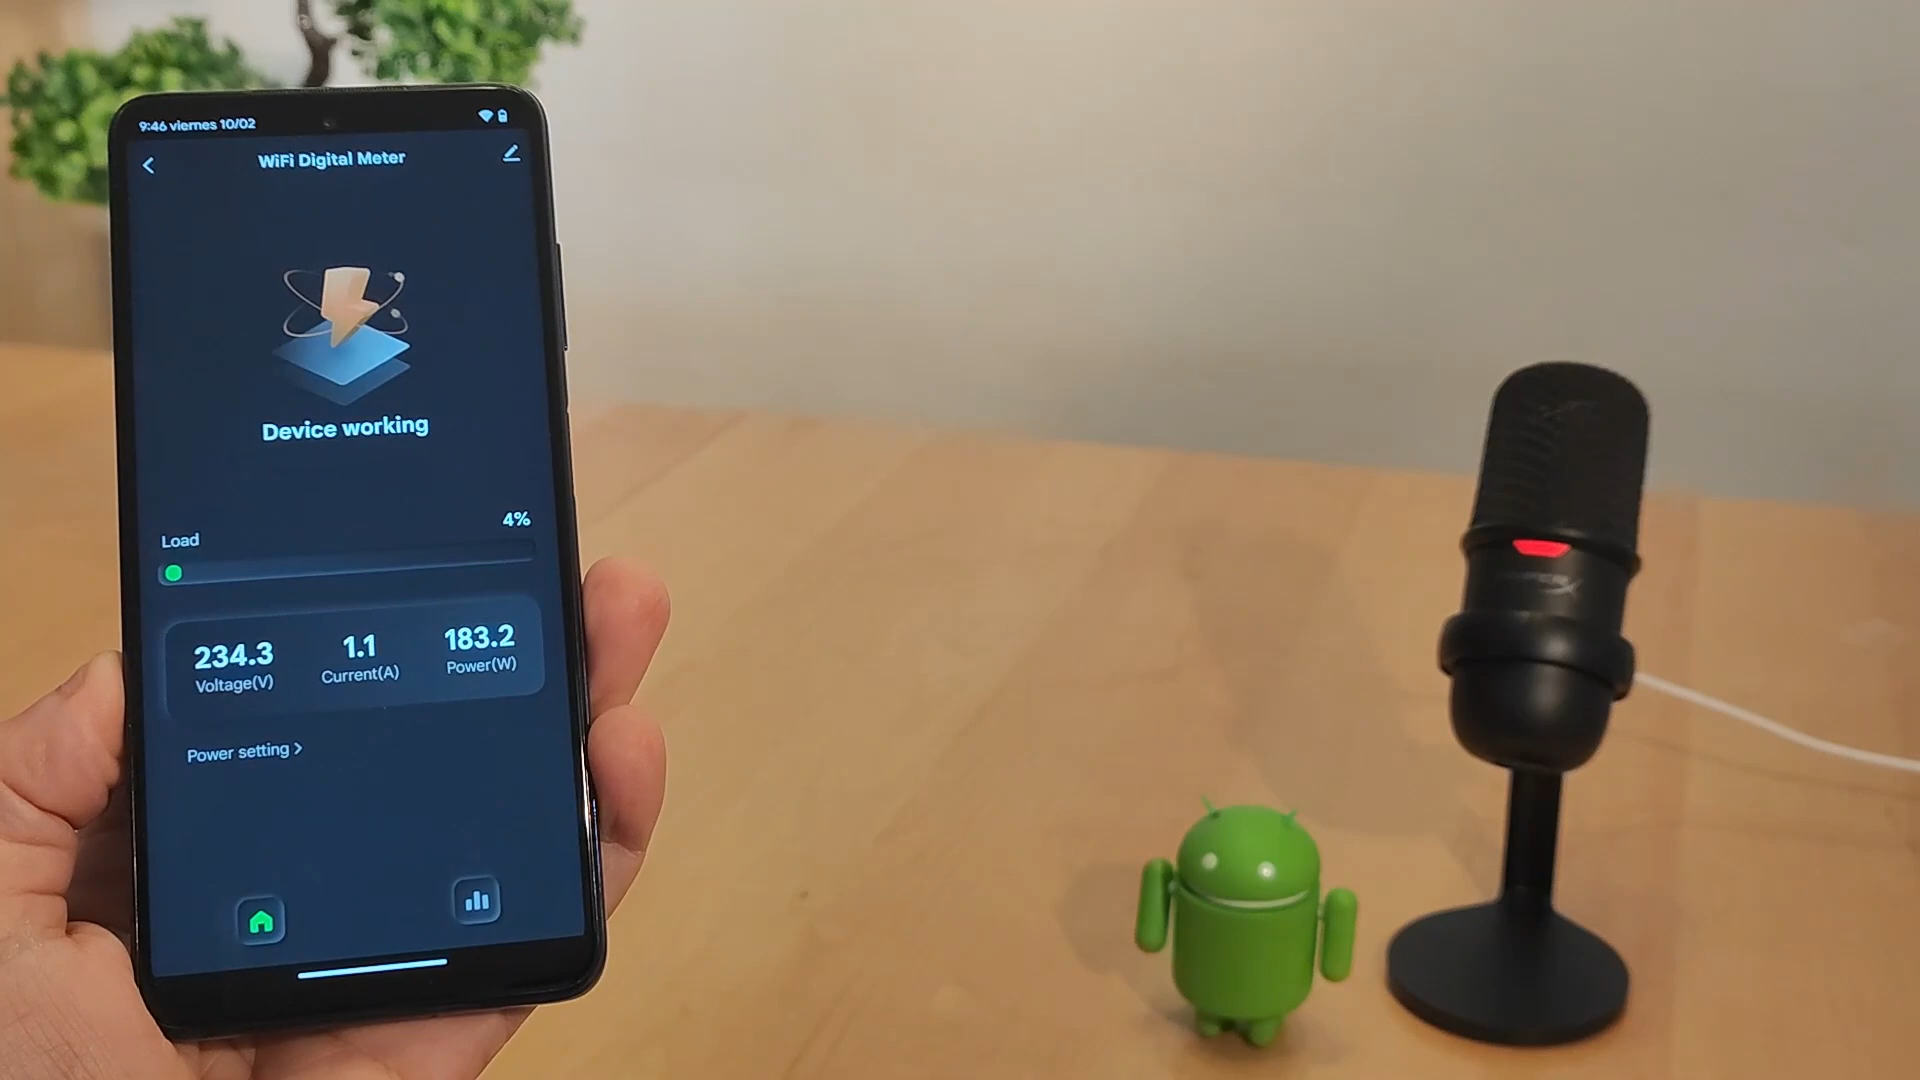 9:46 viernes 10/02
WiFi Digital Meter
Device working
4%
Load
234.3 1.1 183.2
Voltage(V) Current(A) Power(W)
Power setting >